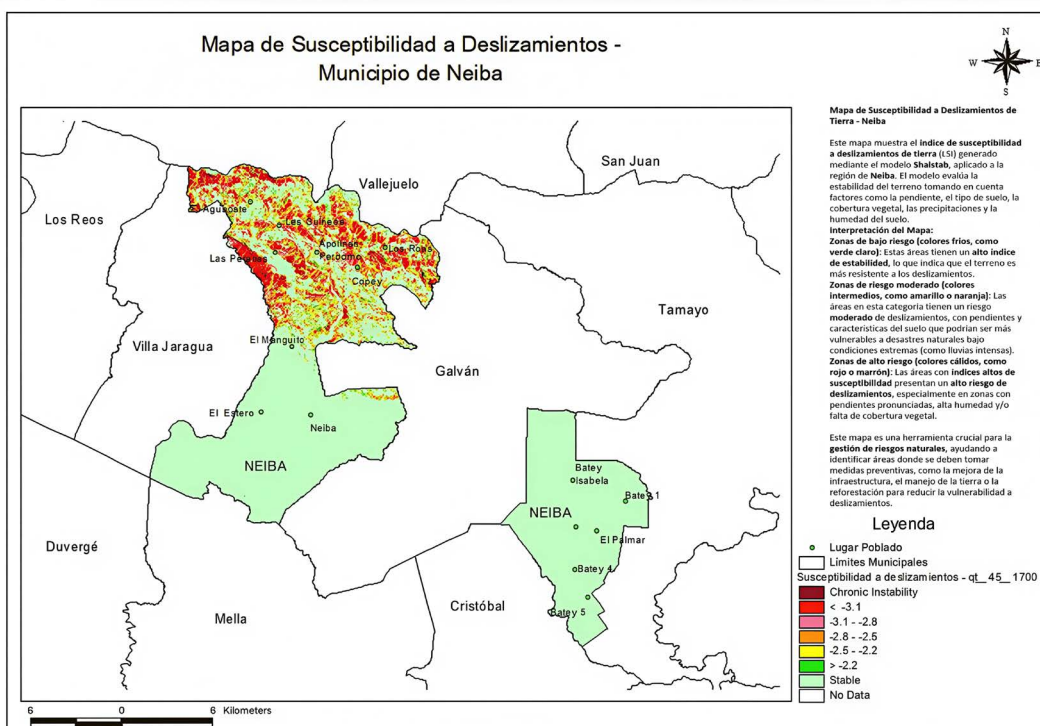 Mapa de Susceptibilidad a Deslizamientos -
Municipio de Neiba
N
W E
S
Mapa de Susceptibilidad a Deslizamientos de
Tierra - Neiba
Este mapa muestra el índice de susceptibilidad
a deslizamientos de tierra (LSI) generado
mediante el modelo Shalstab, aplicado a la
región de Neiba. El modelo evalúa la
estabilidad del terreno tomando en cuenta
factores como la pendiente, el tipo de suelo, la
cobertura vegetal, las precipitaciones y la
humedad del suelo.
Interpretación del Mapa:
Zonas de bajo riesgo (colores fríos, como
verde claro): Estas áreas tienen un alto índice
de estabilidad, lo que indica que el terreno es
más resistente a los deslizamientos.
Zonas de riesgo moderado (colores
intermedios, como amarillo o naranja): Las
áreas en esta categoría tienen un riesgo
moderado de deslizamientos, con pendientes y
características del suelo que podrían ser más
vulnerables a desastres naturales bajo
condiciones extremas (como lluvias intensas).
Zonas de alto riesgo (colores cálidos, como
rojo o marrón): Las áreas con índices altos de
susceptibilidad presentan un alto riesgo de
deslizamientos, especialmente en zonas con
pendientes pronunciadas, alta humedad y/o
falta de cobertura vegetal.
Este mapa es una herramienta crucial para la
gestión de riesgos naturales, ayudando a
identificar áreas donde se deben tomar
medidas preventivas, como la mejora de la
infraestructura, el manejo de la tierra o la
reforestación para reducir la vulnerabilidad a
deslizamientos.
Leyenda
Lugar Poblado
Limites Municipales
Susceptibilidad a deslizamientos - qt_45_1700
Chronic Instability
< -3.1
-3.1 - -2.8
-2.8 - -2.5
-2.5 - -2.2
> -2.2
Stable
No Data
San Juan
Vallejuelo
Los Reos
Apolinar
Perdomo
Copey
Tamayo
El Manguito
Villa Jaragua
Galván
El Estero
Neiba
NEIBA
Batey
Isabela
Batey 1
NEIBA
El Palmar
Duvergé
Batey 4
Cristóbal
Batey 5
Mella
6 0 6 Kilometers